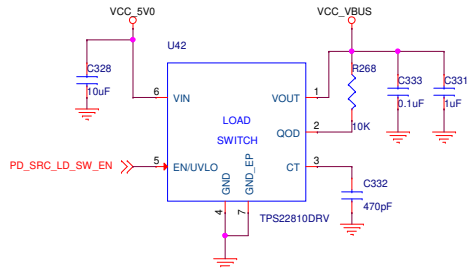 VCC_5V0
VCC_VBUS
U42
C328
10uF
6
VIN
VOUT
1
R268
10K
C333
0.1uF
C331
1uF
LOAD
SWITCH
QOD
2
PD_SRC_LD_SW_EN
5
EN/UVLO
CT
3
C332
470pF
GND
GND_EP
4
7
TPS22810DRV